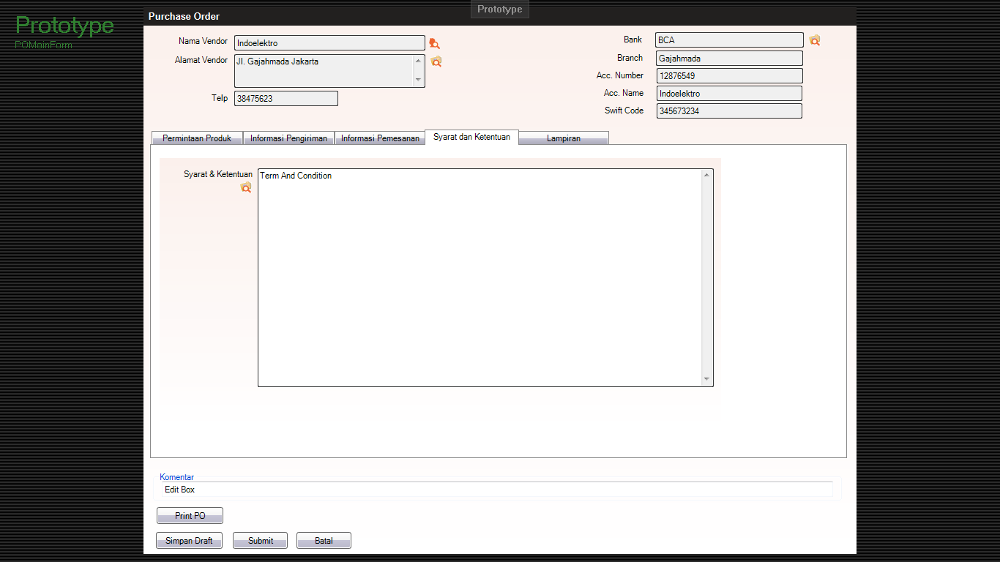 Prototype
Prototype
POMainForm
Purchase Order
Nama Vendor Indoelektro
Alamat Vendor Jl. Gajahmada Jakarta
Telp 38475623
Bank BCA
Branch Gajahmada
Acc. Number 12876549
Acc. Name Indoelektro
Swift Code 345673234
Permintaan Produk Informasi Pengiriman Informasi Pemesanan Syarat dan Ketentuan Lampiran
Syarat & Ketentuan Term And Condition
Komentar
Edit Box
Print PO
Simpan Draft Submit Batal